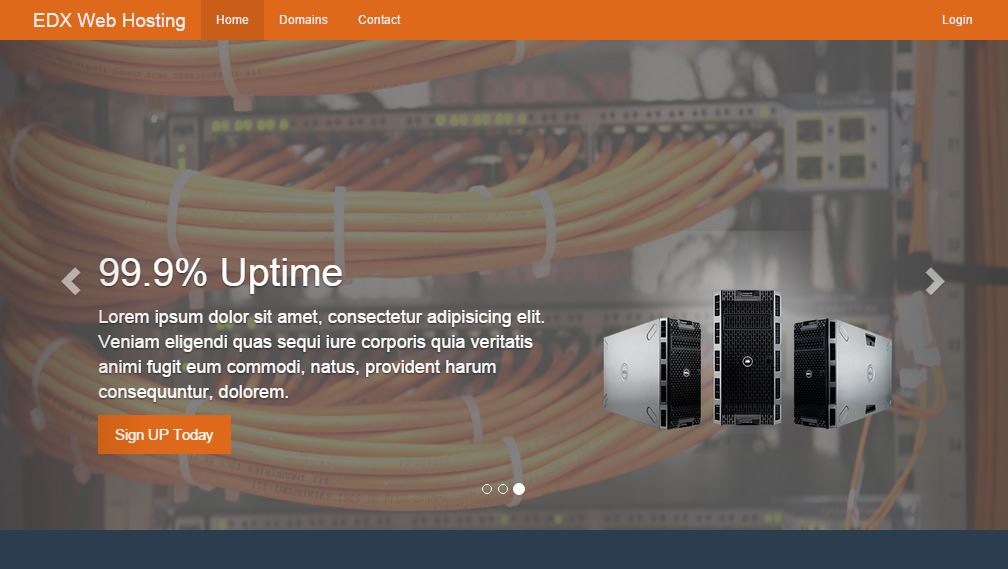 EDX Web Hosting
Home
Domains
Contact
Login
99.9% Uptime
Lorem ipsum dolor sit amet, consectetur adipisicing elit.
Veniam eligendi quas sequi iure corporis quia veritatis
animi fugit eum commodi, natus, provident harum
consequuntur, dolorem.
Sign UP Today